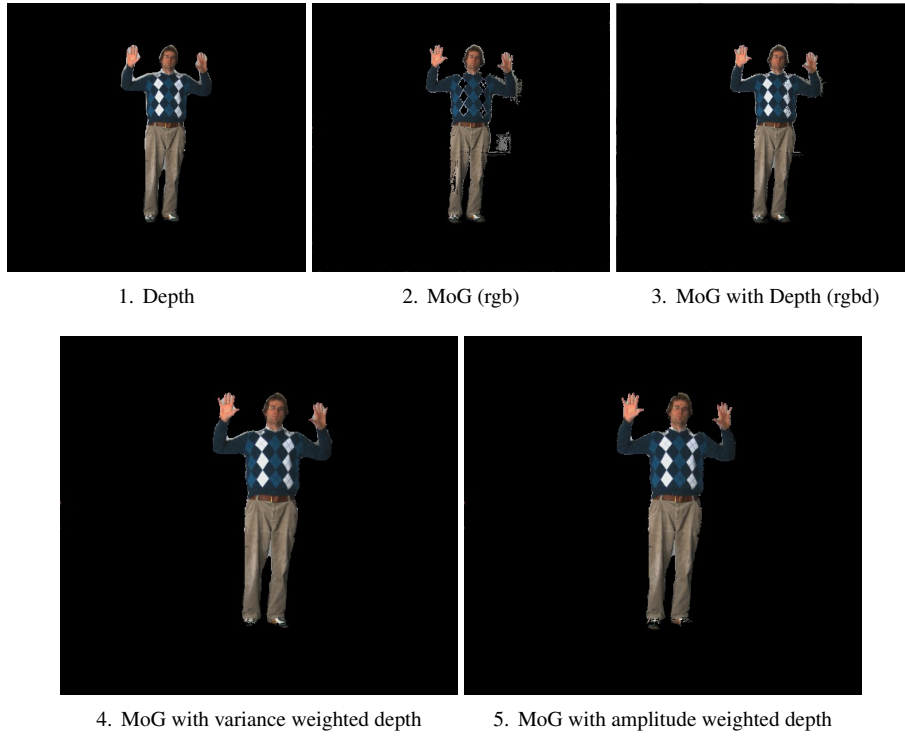 1. Depth
2. MoG (rgb)
3. MoG with Depth (rgbd)
4. MoG with variance weighted depth
5. MoG with amplitude weighted depth